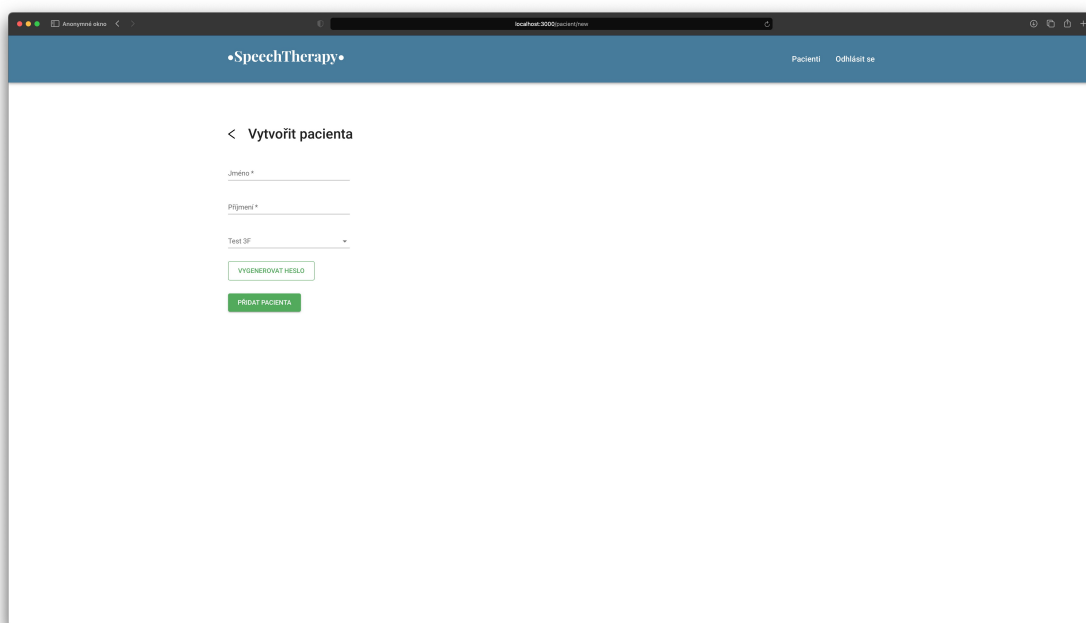 Anonymné okno
localhost:3000/pacient/new
•SpeechTherapy•
Pacienti Odhlásit se
Vytvořit pacienta
Jméno *
Příjmení *
Test 3F
VYGENEROVAT HESLO
PŘIDAT PACIENTA